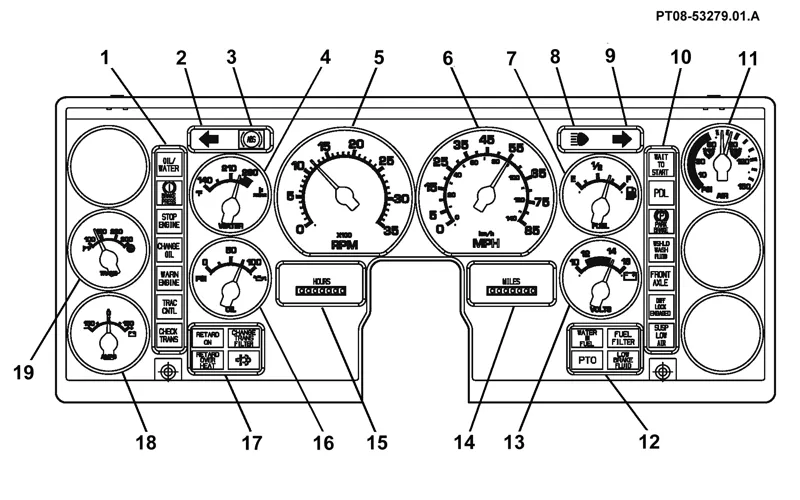 PT08-53279.01.A
1 2 3 4 5 6 7 8 9 10 11
ABS
OIL/
WATER
BRAKE
PRESS
STOP
ENGINE
CHANGE
OIL
WARN
ENGINE
TRAC
CNTL
CHECK
TRANS
140 210
°F
WATER
0 50 100
PSI
OIL
0 5 10 15 20 25 30 35
X100
RPM
5 15 25 35 45 55 65 75 85
0
km/h
MPH
HOURS
MILES
E 1/2 F
FUEL
10 12 14 16
VOLTS
WAIT
TO
START
PDL
PARK
BRAKE
WSHLD
WASH
FLUID
FRONT
AXLE
DIFF
LOCK
ENGAGED
SUSP
LOW
AIR
PSI
AIR
TRANS
AMPS
RETARD
ON
CHANGE
TRANS
FILTER
RETARD
OVER
HEAT
WATER
IN
FUEL
FUEL
FILTER
PTO
LOW
BRAKE
FLUID
19 18 17 16 15 14 13 12